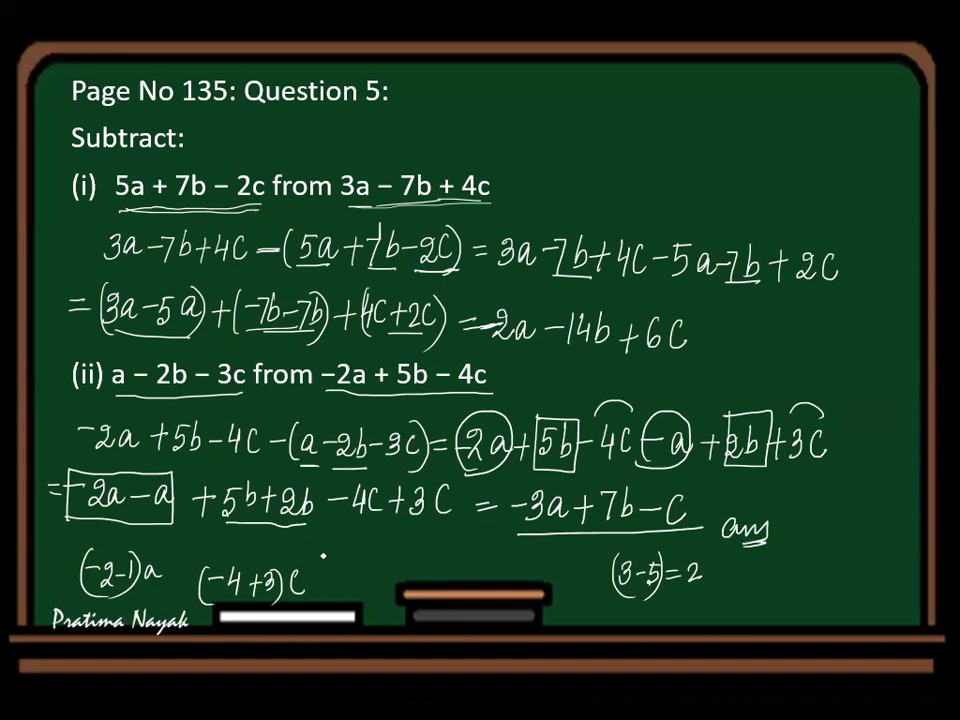 Page No 135: Question 5:
Subtract:
(i) 5a + 7b − 2c from 3a − 7b + 4c
3a − 7b + 4c − (5a + 7b − 2c) = 3a − 7b + 4c − 5a − 7b + 2c
= (3a − 5a) + (−7b − 7b) + (4c + 2c) = −2a − 14b + 6c
(ii) a − 2b − 3c from −2a + 5b − 4c
−2a + 5b − 4c − (a − 2b − 3c) = −2a + 5b − 4c − a + 2b + 3c
= −2a − a + 5b + 2b − 4c + 3c = −3a + 7b − c ans
(−2−1)a (−4+3)c (3−5)=2
Pratima Nayak